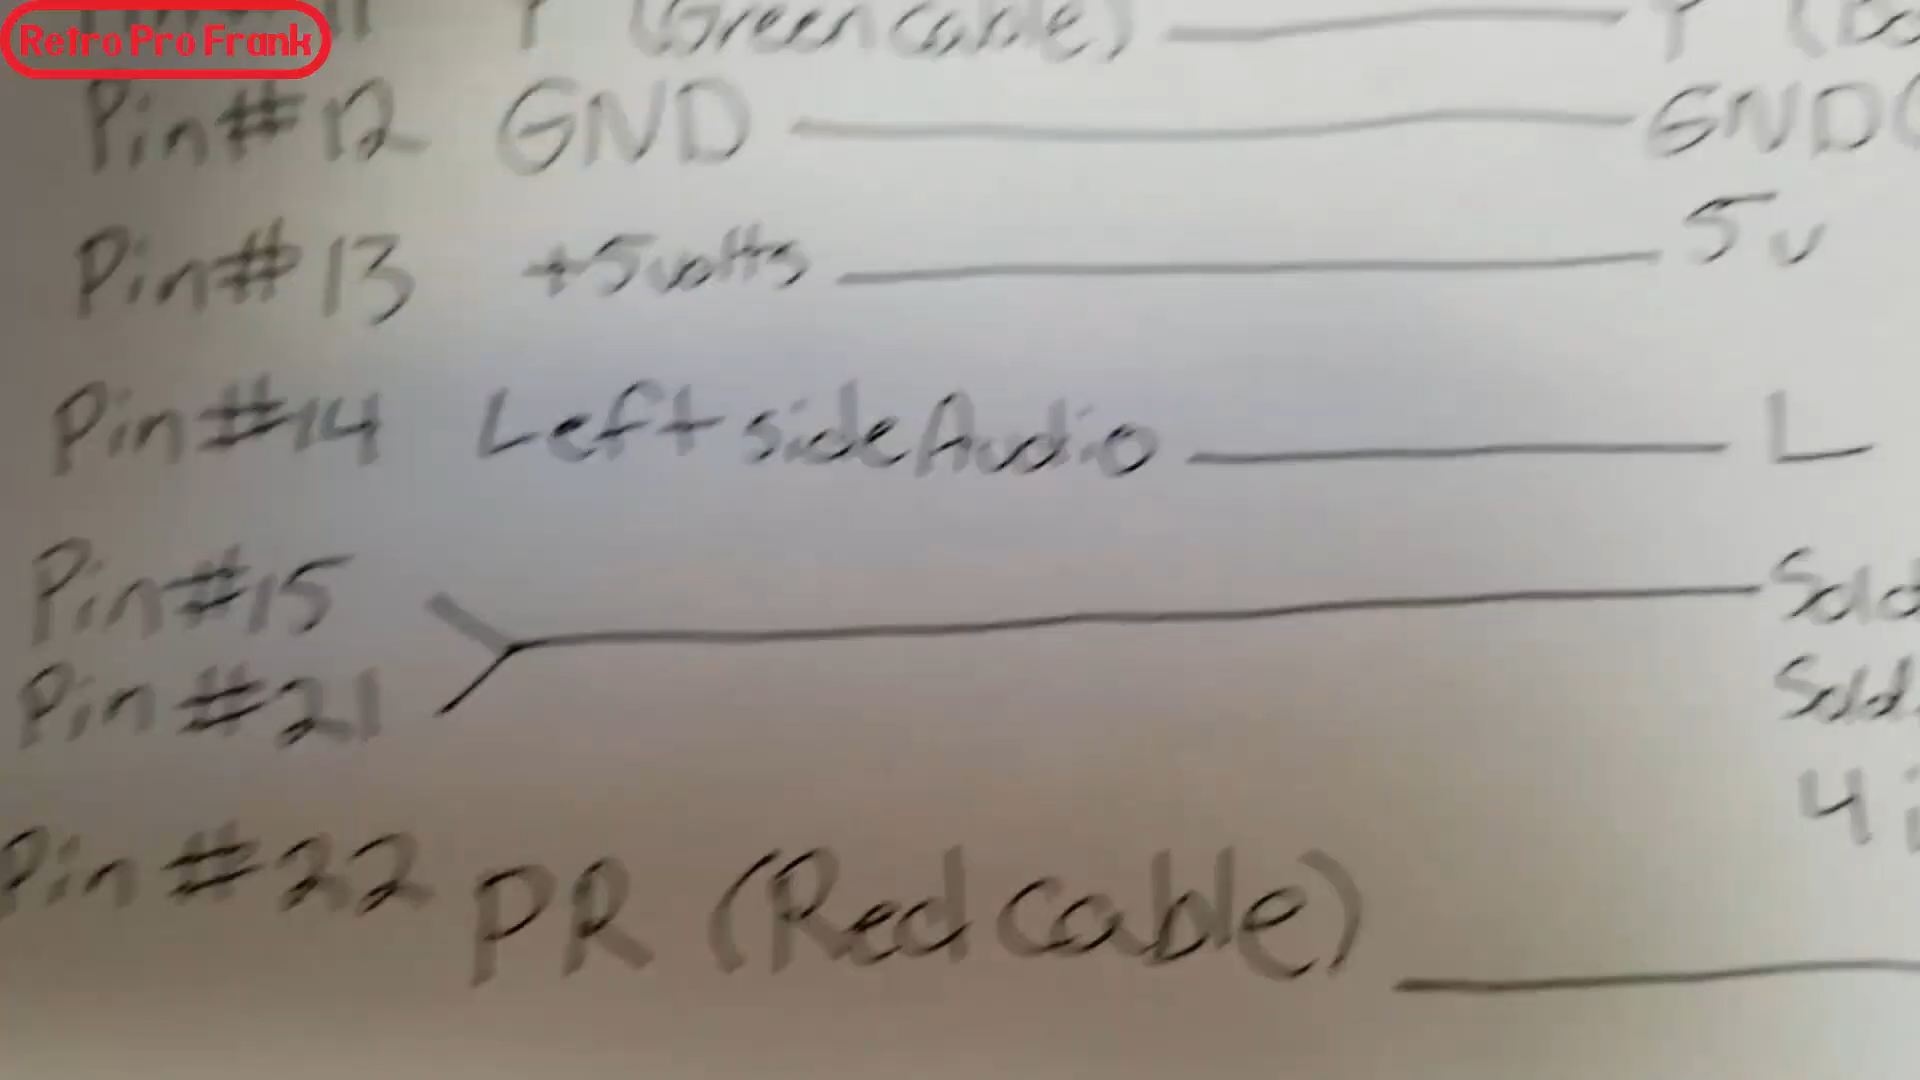 Retro Pro Frank
Y (Green cable) Y
Pin#12 GND GND
Pin#13 +5volts 5v
Pin#14 Left side Audio L
Pin#15
Pin#21
4
Pin#22 PR (Red cable)